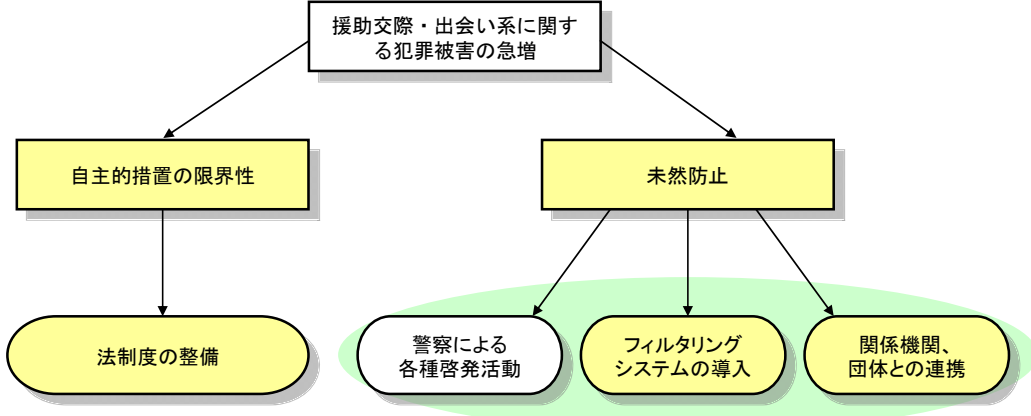 援助交際・出会い系に関す
る犯罪被害の急増
自主的措置の限界性
未然防止
法制度の整備
警察による
各種啓発活動
フィルタリング
システムの導入
関係機関、
団体との連携